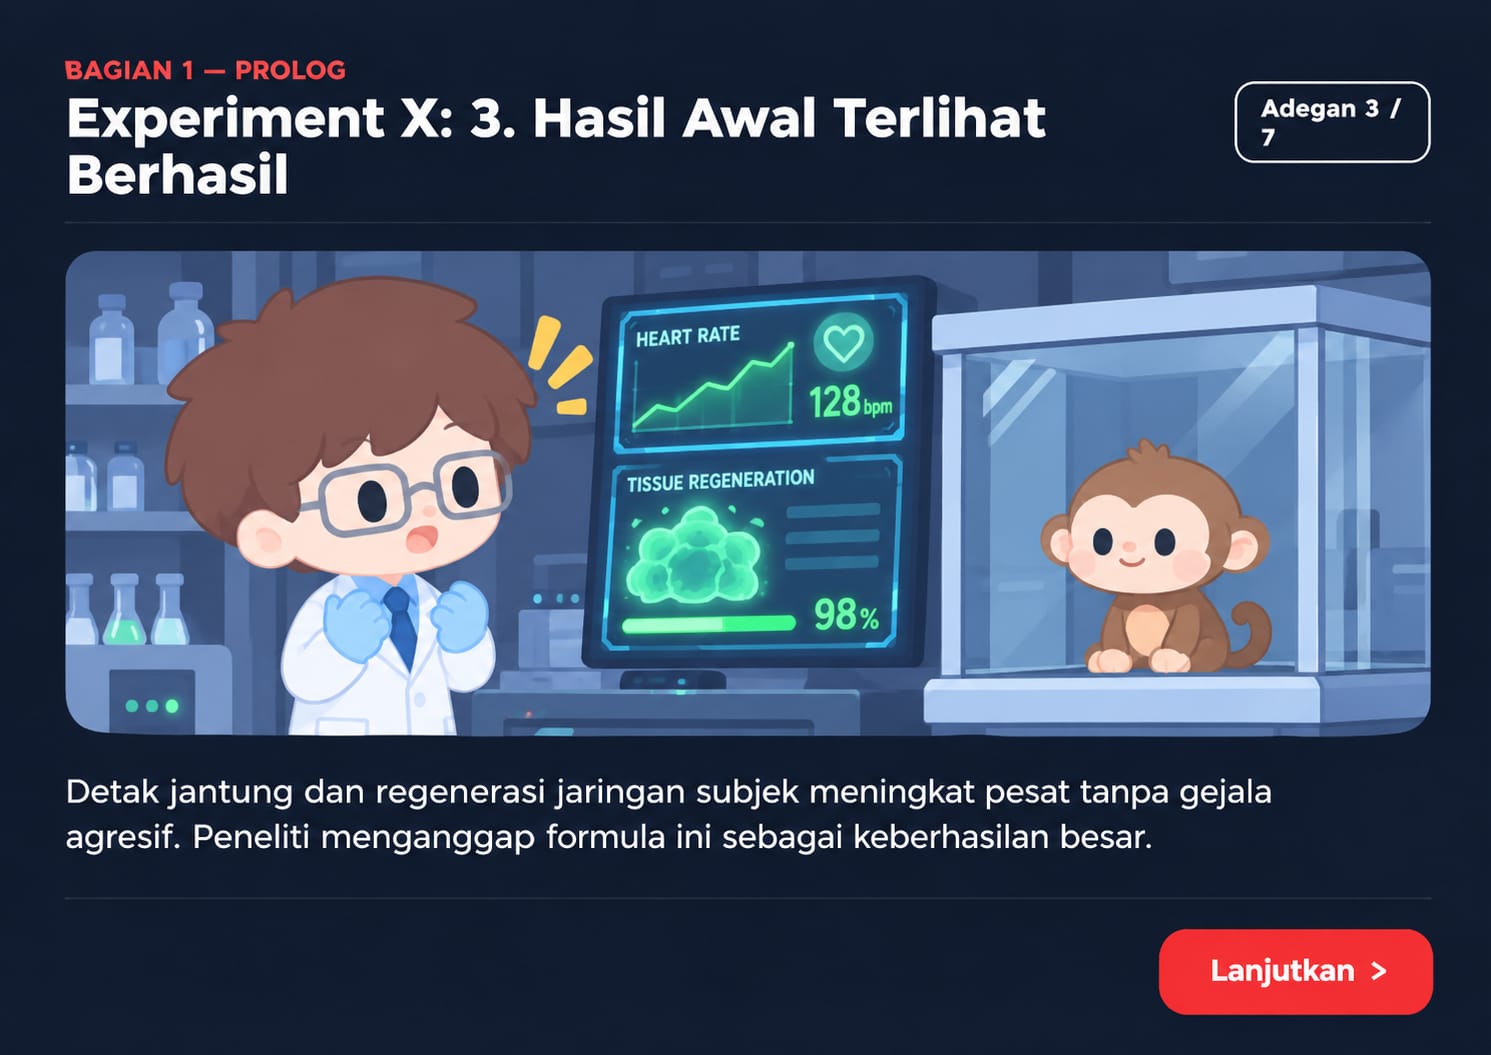 BAGIAN 1 — PROLOG
Experiment X: 3. Hasil Awal Terlihat
Berhasil
Adegan 3 /
7
HEART RATE
128 bpm
TISSUE REGENERATION
98%
Detak jantung dan regenerasi jaringan subjek meningkat pesat tanpa gejala
agresif. Peneliti menganggap formula ini sebagai keberhasilan besar.
Lanjutkan >